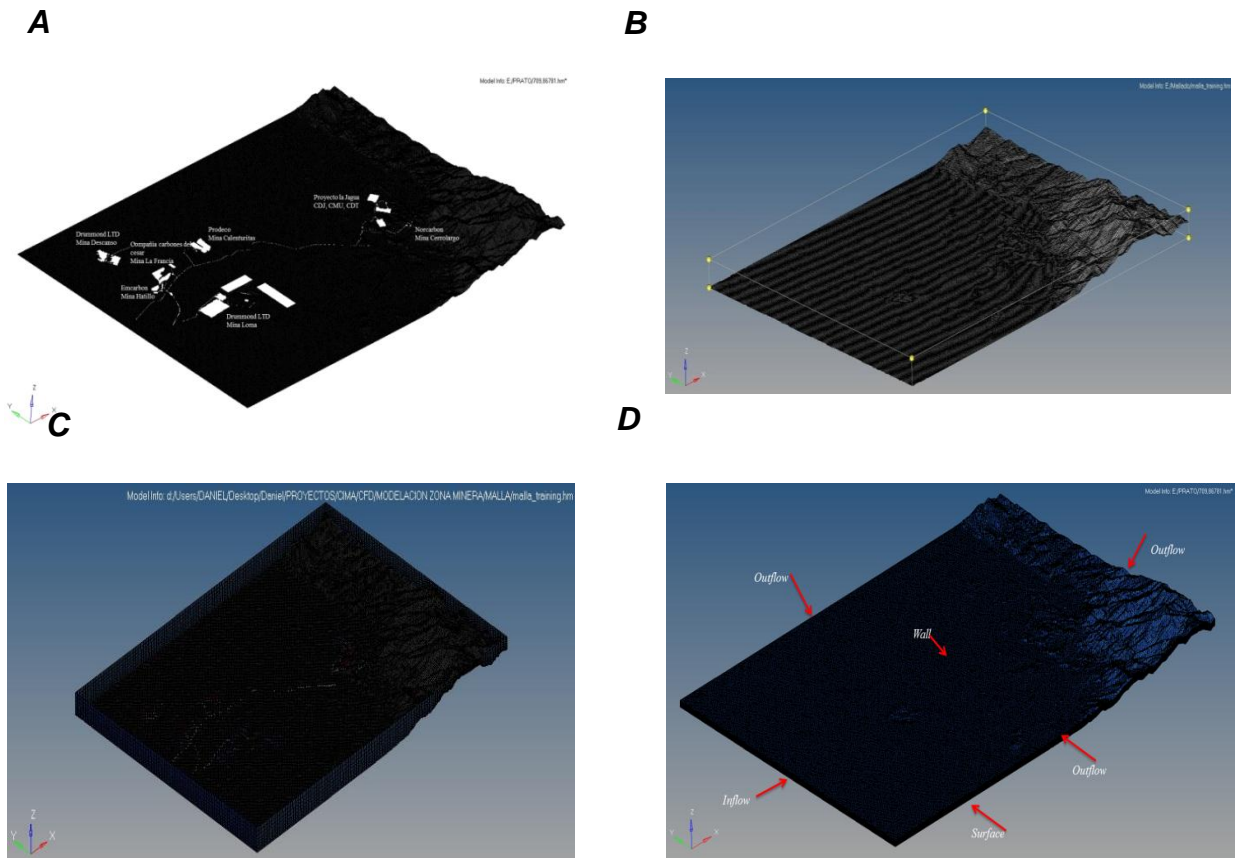 A
B
Model Info: E:/PRATO/709,86781.hm*
Proyecto la Jagua
CDJ, CMU, CDT
Norcarbon
Mina Cerrolargo
Prodeco
Mina Calenturitas
Drummond LTD
Mina Descanso
Compañia carbones del
cesar
Mina La Francia
Emcarbon
Mina Hatillo
Drummond LTD
Mina Loma
Z
Y
X
Model Info: E:/Mallado/malla_training.hm
Z
Y
X
C
D
Model Info: d:/Users/DANIEL/Desktop/Daniel/PROYECTOS/CIMA/CFD/MODELACION ZONA MINERA/MALLA/malla_training.hm
Z
Y
X
Model Info: E:/PRATO/709,86781.hm*
Outflow
Outflow
Wall
Outflow
Inflow
Surface
Z
Y
X